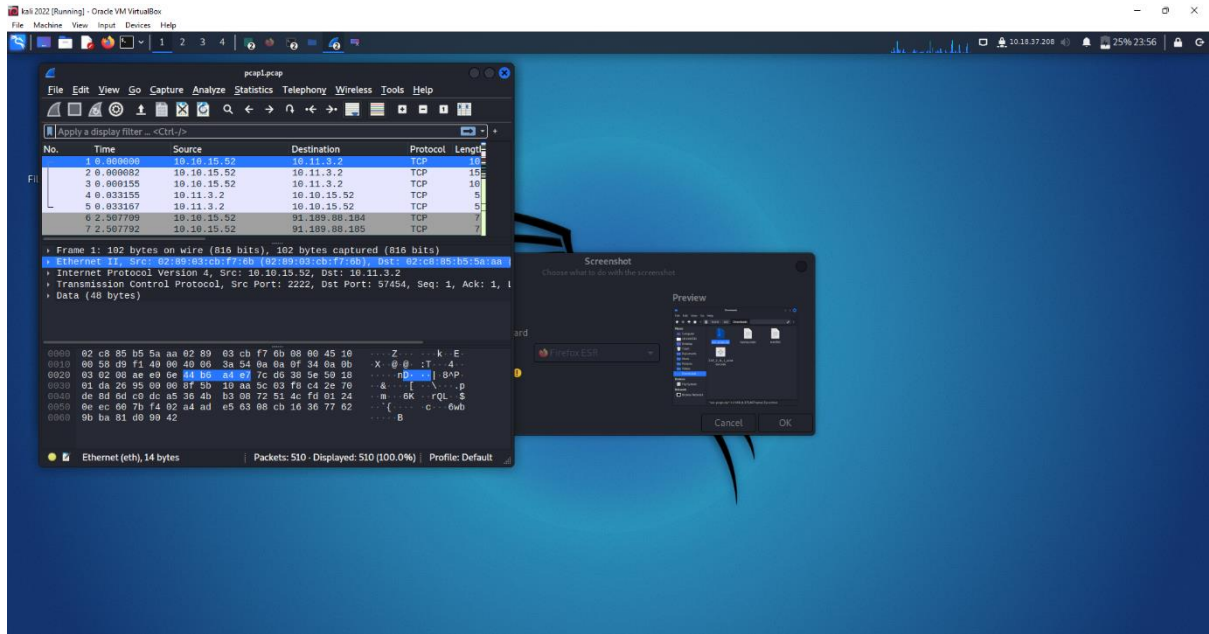 kali 2022 [Running] - Oracle VM VirtualBox
File Machine View Input Devices Help
1 2 3 4
10.18.37.208
25% 23:56
pcap1.pcap
File Edit View Go Capture Analyze Statistics Telephony Wireless Tools Help
Apply a display filter ... <Ctrl-/>
No. Time Source Destination Protocol Length
1 0.000000 10.10.15.52 10.11.3.2 TCP 10
2 0.000082 10.10.15.52 10.11.3.2 TCP 15
3 0.000155 10.10.15.52 10.11.3.2 TCP 10
4 0.033155 10.11.3.2 10.10.15.52 TCP 5
5 0.033167 10.11.3.2 10.10.15.52 TCP 5
6 2.507709 10.10.15.52 91.189.88.184 TCP 7
7 2.507792 10.10.15.52 91.189.88.185 TCP 7
Frame 1: 102 bytes on wire (816 bits), 102 bytes captured (816 bits)
Ethernet II, Src: 02:89:03:cb:f7:6b (02:89:03:cb:f7:6b), Dst: 02:c8:85:b5:5a:aa (
Internet Protocol Version 4, Src: 10.10.15.52, Dst: 10.11.3.2
Transmission Control Protocol, Src Port: 2222, Dst Port: 57454, Seq: 1, Ack: 1, L
Data (48 bytes)
0000 02 c8 85 b5 5a aa 02 89 03 cb f7 6b 08 00 45 10 ····Z··· ···k··E·
0010 00 58 d9 f1 40 00 40 06 3a 54 0a 0a 0f 34 0a 0b ·X··@·@· :T···4··
0020 03 02 08 ae e0 6e 44 b6 a4 e7 7c d6 38 5e 50 18 ·····nD· ··|·8^P·
0030 01 da 26 95 00 00 8f 5b 10 aa 5c 03 f8 c4 2e 70 ··&····[ ··\···.p
0040 de 8d 6d c0 dc a5 36 4b b3 08 72 51 4c fd 01 24 ··m···6K ··rQL··$
0050 0e ec 60 7b f4 02 a4 ad e5 63 08 cb 16 36 77 62 ··`{···· ·c···6wb
0060 9b ba 81 d0 90 42 ·····B
Ethernet (eth), 14 bytes
Packets: 510 · Displayed: 510 (100.0%)
Profile: Default
Screenshot
Choose what to do with the screenshot
Preview
ard
Firefox ESR
Cancel OK